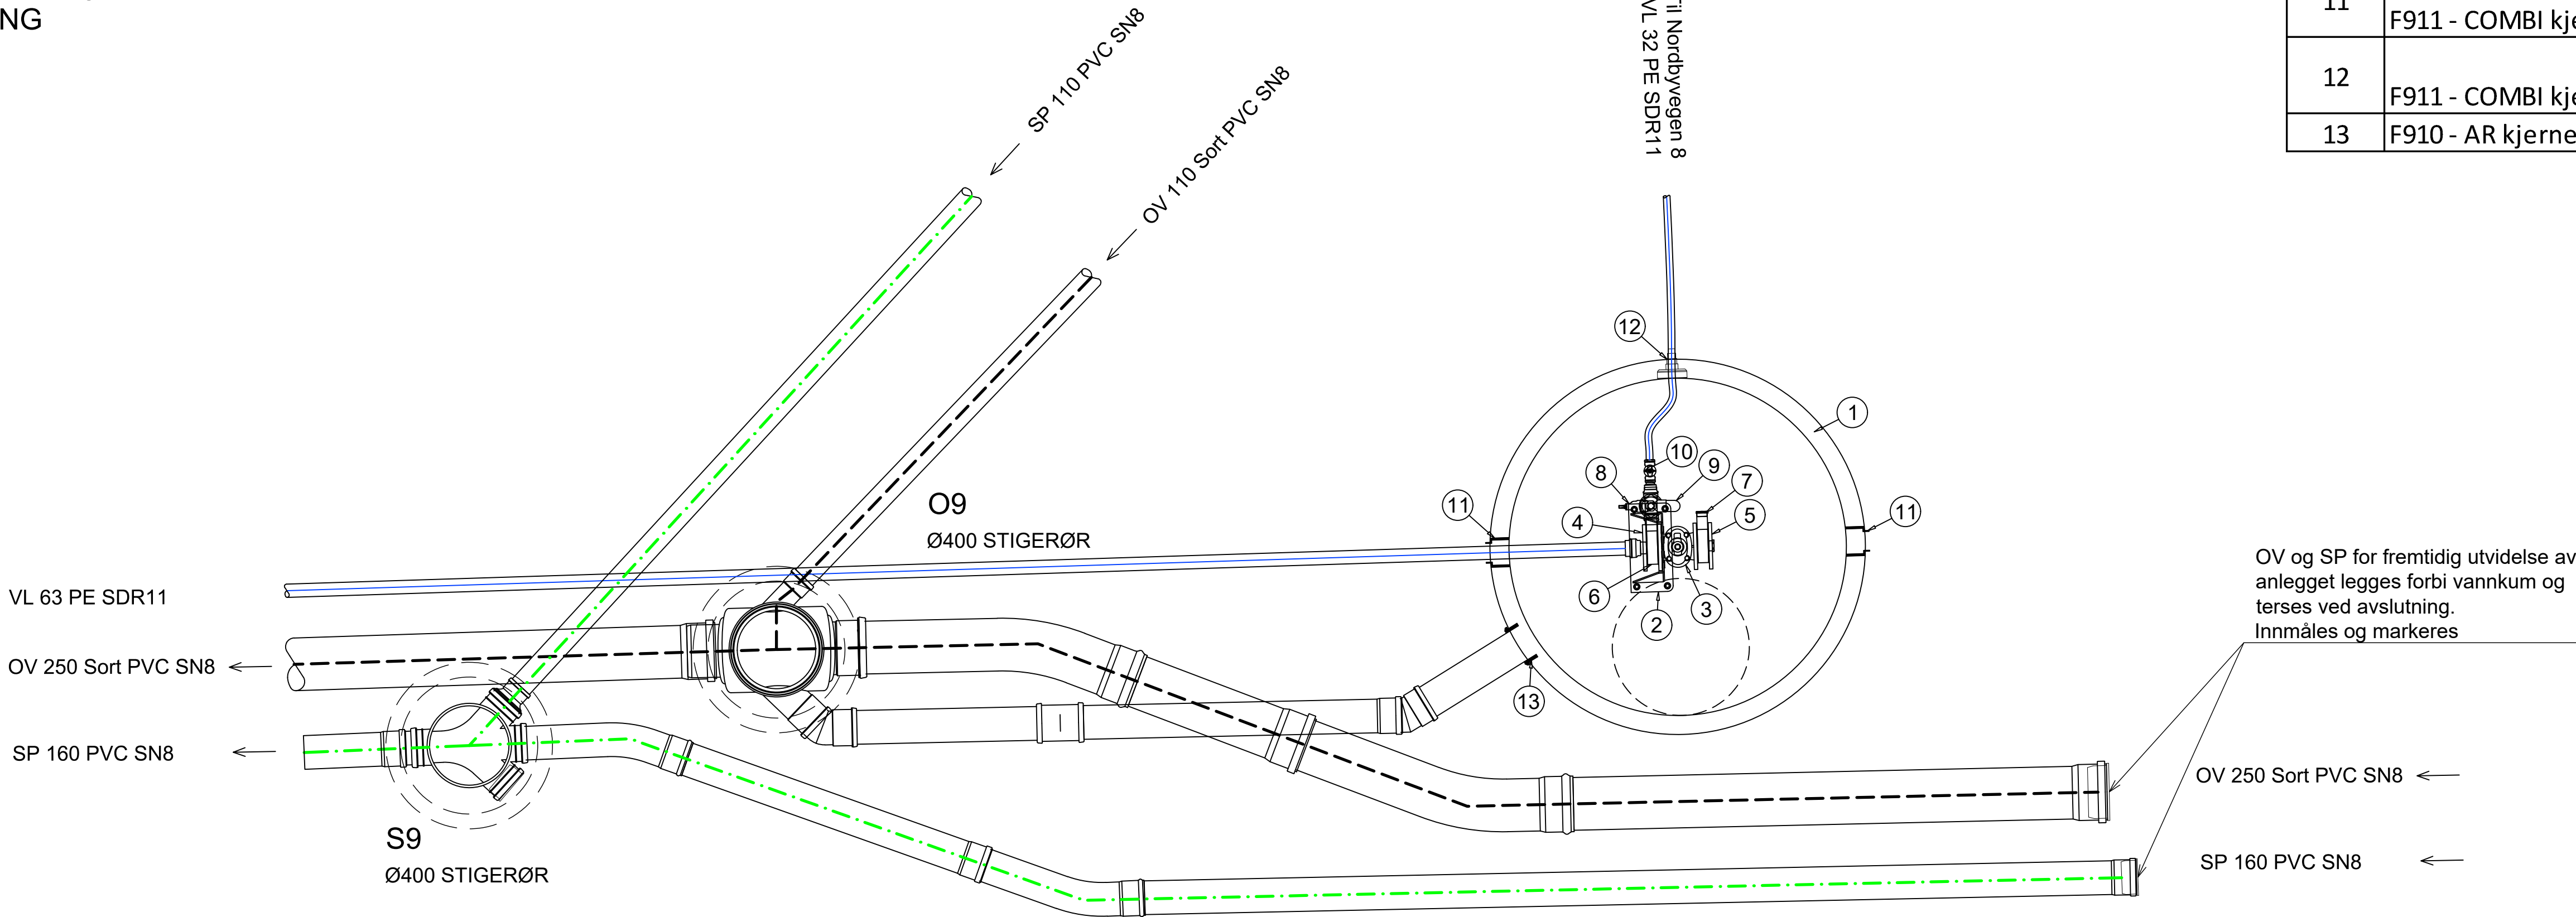 NG
SP 110 PVC SN8
OV 110 Sort PVC SN8
Til Nordbyvegen 8
VL 32 PE SDR11
11
F911 - COMBI kje
12
F911 - COMBI kje
13
F910 - AR kjerne
12
1
10
9
8
7
11
4
5
11
6
2
3
13
O9
Ø400 STIGERØR
VL 63 PE SDR11
OV 250 Sort PVC SN8
SP 160 PVC SN8
S9
Ø400 STIGERØR
OV og SP for fremtidig utvidelse av
anlegget legges forbi vannkum og
terses ved avslutning.
Innmåles og markeres
OV 250 Sort PVC SN8
SP 160 PVC SN8